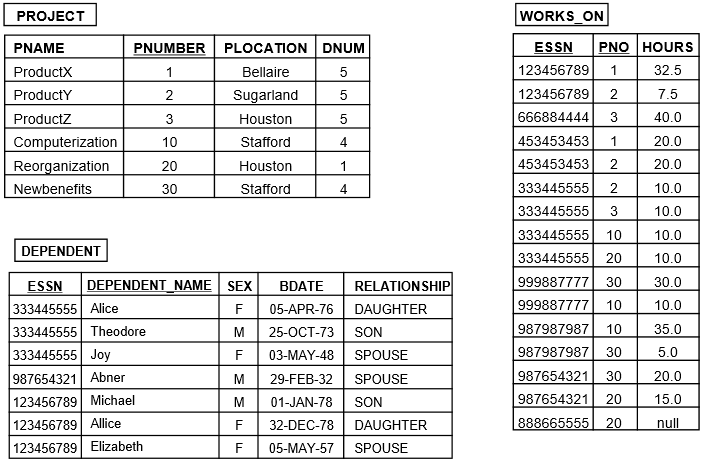 PROJECT
PNAME PNUMBER PLOCATION DNUM
ProductX 1 Bellaire 5
ProductY 2 Sugarland 5
ProductZ 3 Houston 5
Computerization 10 Stafford 4
Reorganization 20 Houston 1
Newbenefits 30 Stafford 4
DEPENDENT
ESSN DEPENDENT_NAME SEX BDATE RELATIONSHIP
333445555 Alice F 05-APR-76 DAUGHTER
333445555 Theodore M 25-OCT-73 SON
333445555 Joy F 03-MAY-48 SPOUSE
987654321 Abner M 29-FEB-32 SPOUSE
123456789 Michael M 01-JAN-78 SON
123456789 Allice F 32-DEC-78 DAUGHTER
123456789 Elizabeth F 05-MAY-57 SPOUSE
WORKS_ON
ESSN PNO HOURS
123456789 1 32.5
123456789 2 7.5
666884444 3 40.0
453453453 1 20.0
453453453 2 20.0
333445555 2 10.0
333445555 3 10.0
333445555 10 10.0
333445555 20 10.0
999887777 30 30.0
999887777 10 10.0
987987987 10 35.0
987987987 30 5.0
987654321 30 20.0
987654321 20 15.0
888665555 20 null